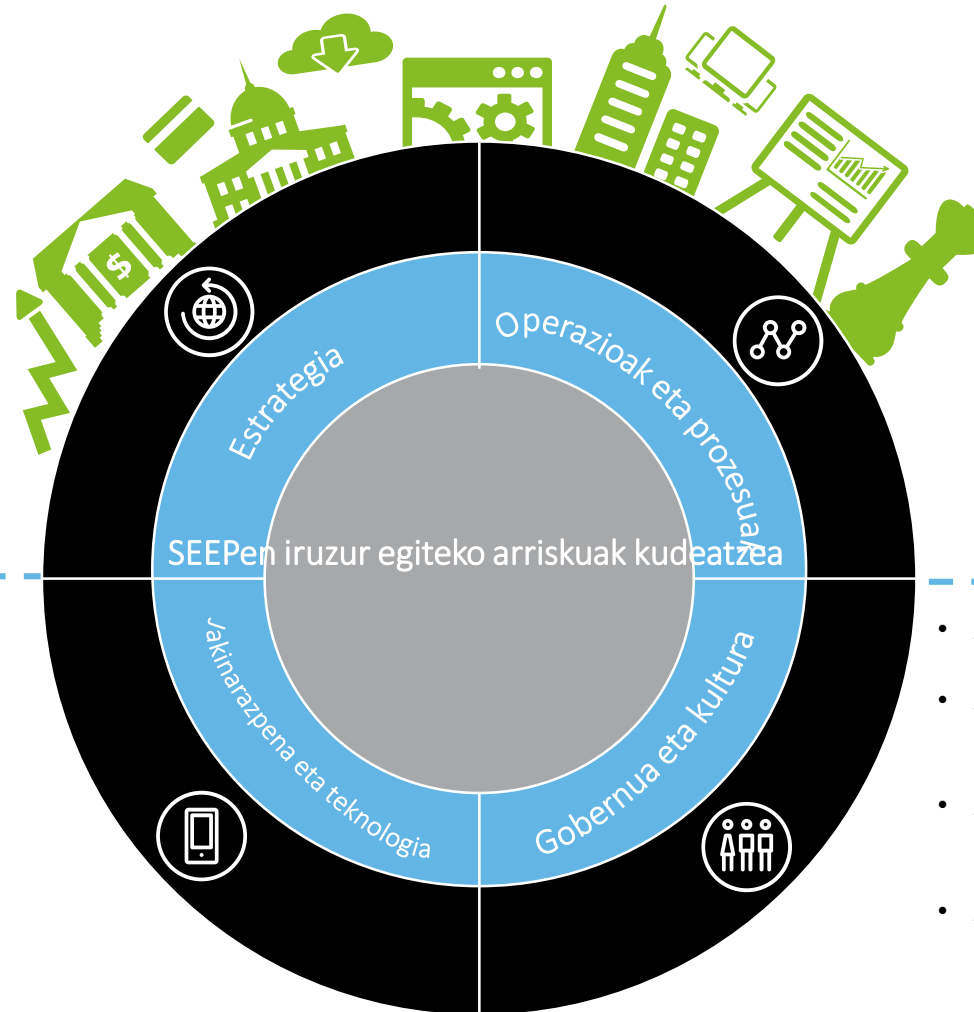 Estrategia
Operazioak eta prozesuak
SEEPen iruzur egiteko arriskuak kudeatzea
Jakinarazpena eta teknologia
Gobernua eta kultura
$